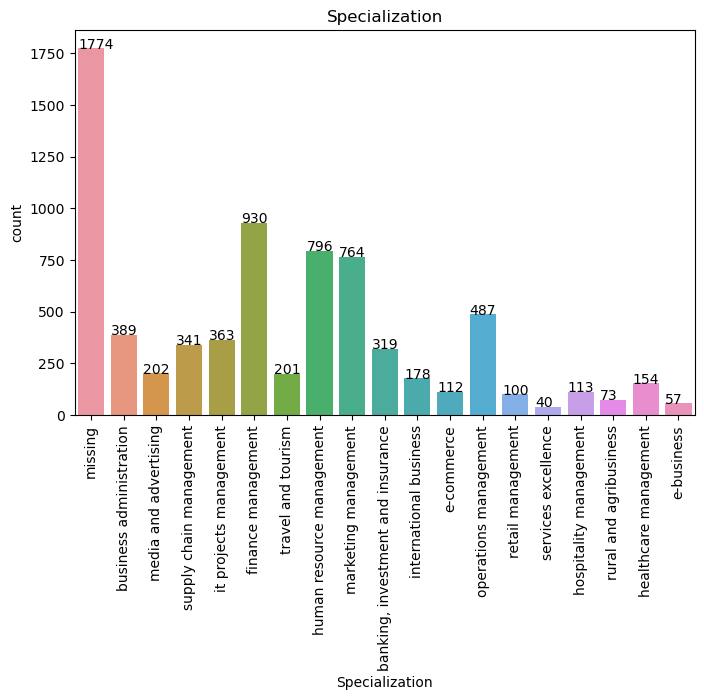 Specialization
count
1750
1500
1250
1000
750
500
250
0
1774
389
202
341
363
930
201
796
764
319
178
112
487
100
40
113
73
154
57
missing
business administration
media and advertising
supply chain management
it projects management
finance management
travel and tourism
human resource management
marketing management
banking, investment and insurance
international business
e-commerce
operations management
retail management
services excellence
hospitality management
rural and agribusiness
healthcare management
e-business
Specialization